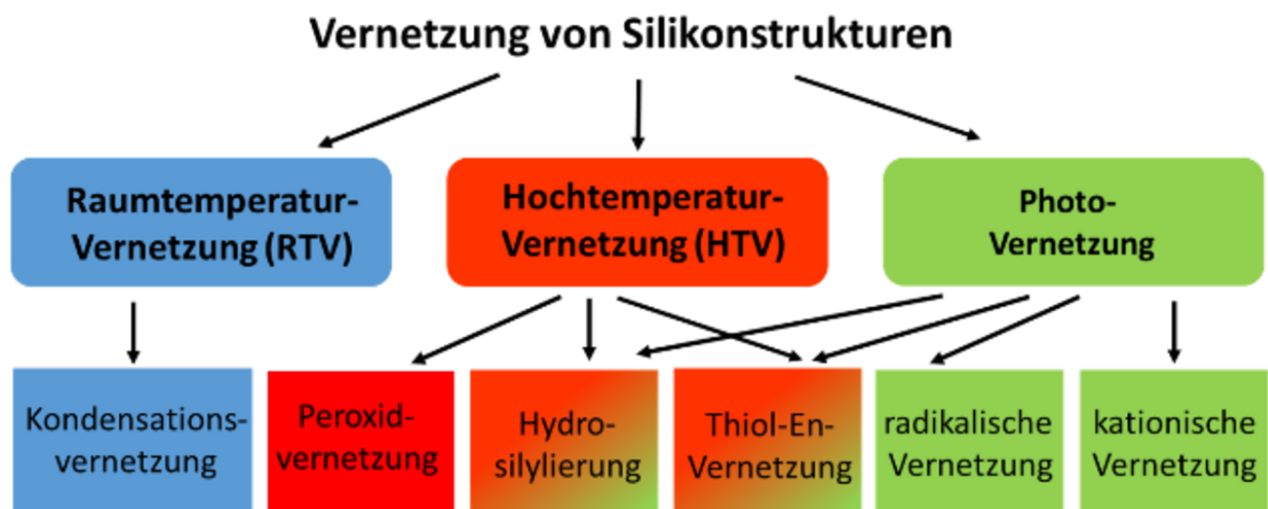 Vernetzung von Silikonstrukturen
Raumtemperatur-
Vernetzung (RTV)
Hochtemperatur-
Vernetzung (HTV)
Photo-
Vernetzung
Kondensations-
vernetzung
Peroxid-
vernetzung
Hydro-
silylierung
Thiol-En-
Vernetzung
radikalische
Vernetzung
kationische
Vernetzung